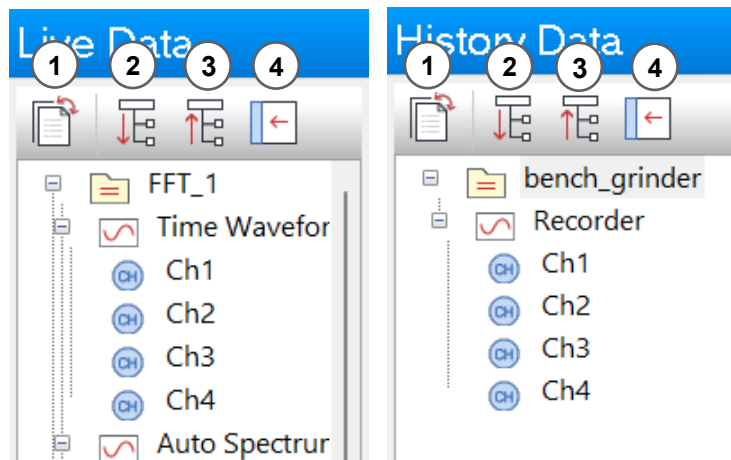 Live Data
1 2 3 4
FFT_1
Time Wavefor
Ch1
Ch2
Ch3
Ch4
Auto Spectrur
History Data
1 2 3 4
bench_grinder
Recorder
Ch1
Ch2
Ch3
Ch4